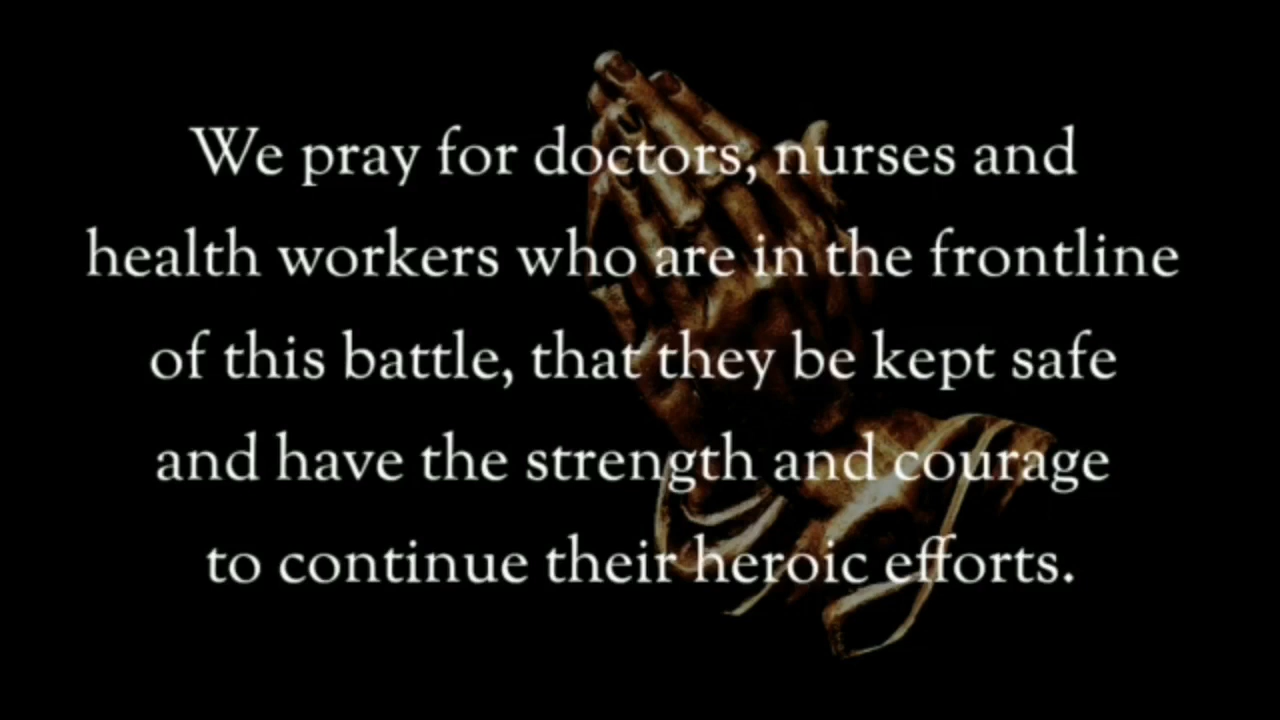 We pray for doctors, nurses and
health workers who are in the frontline
of this battle, that they be kept safe
and have the strength and courage
to continue their heroic efforts.